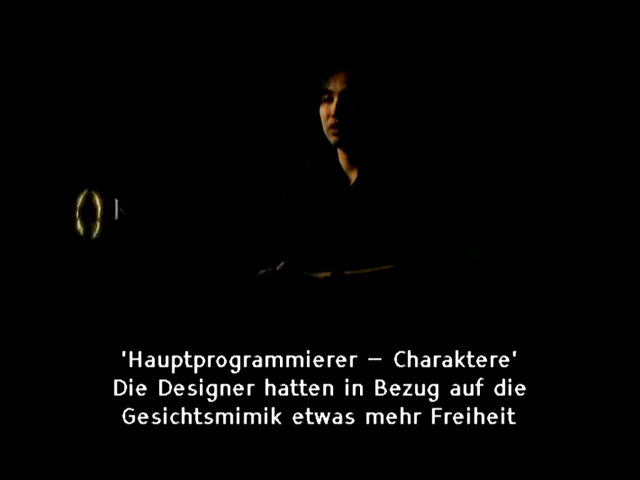 'Hauptprogrammierer – Charaktere'
Die Designer hatten in Bezug auf die
Gesichtsmimik etwas mehr Freiheit